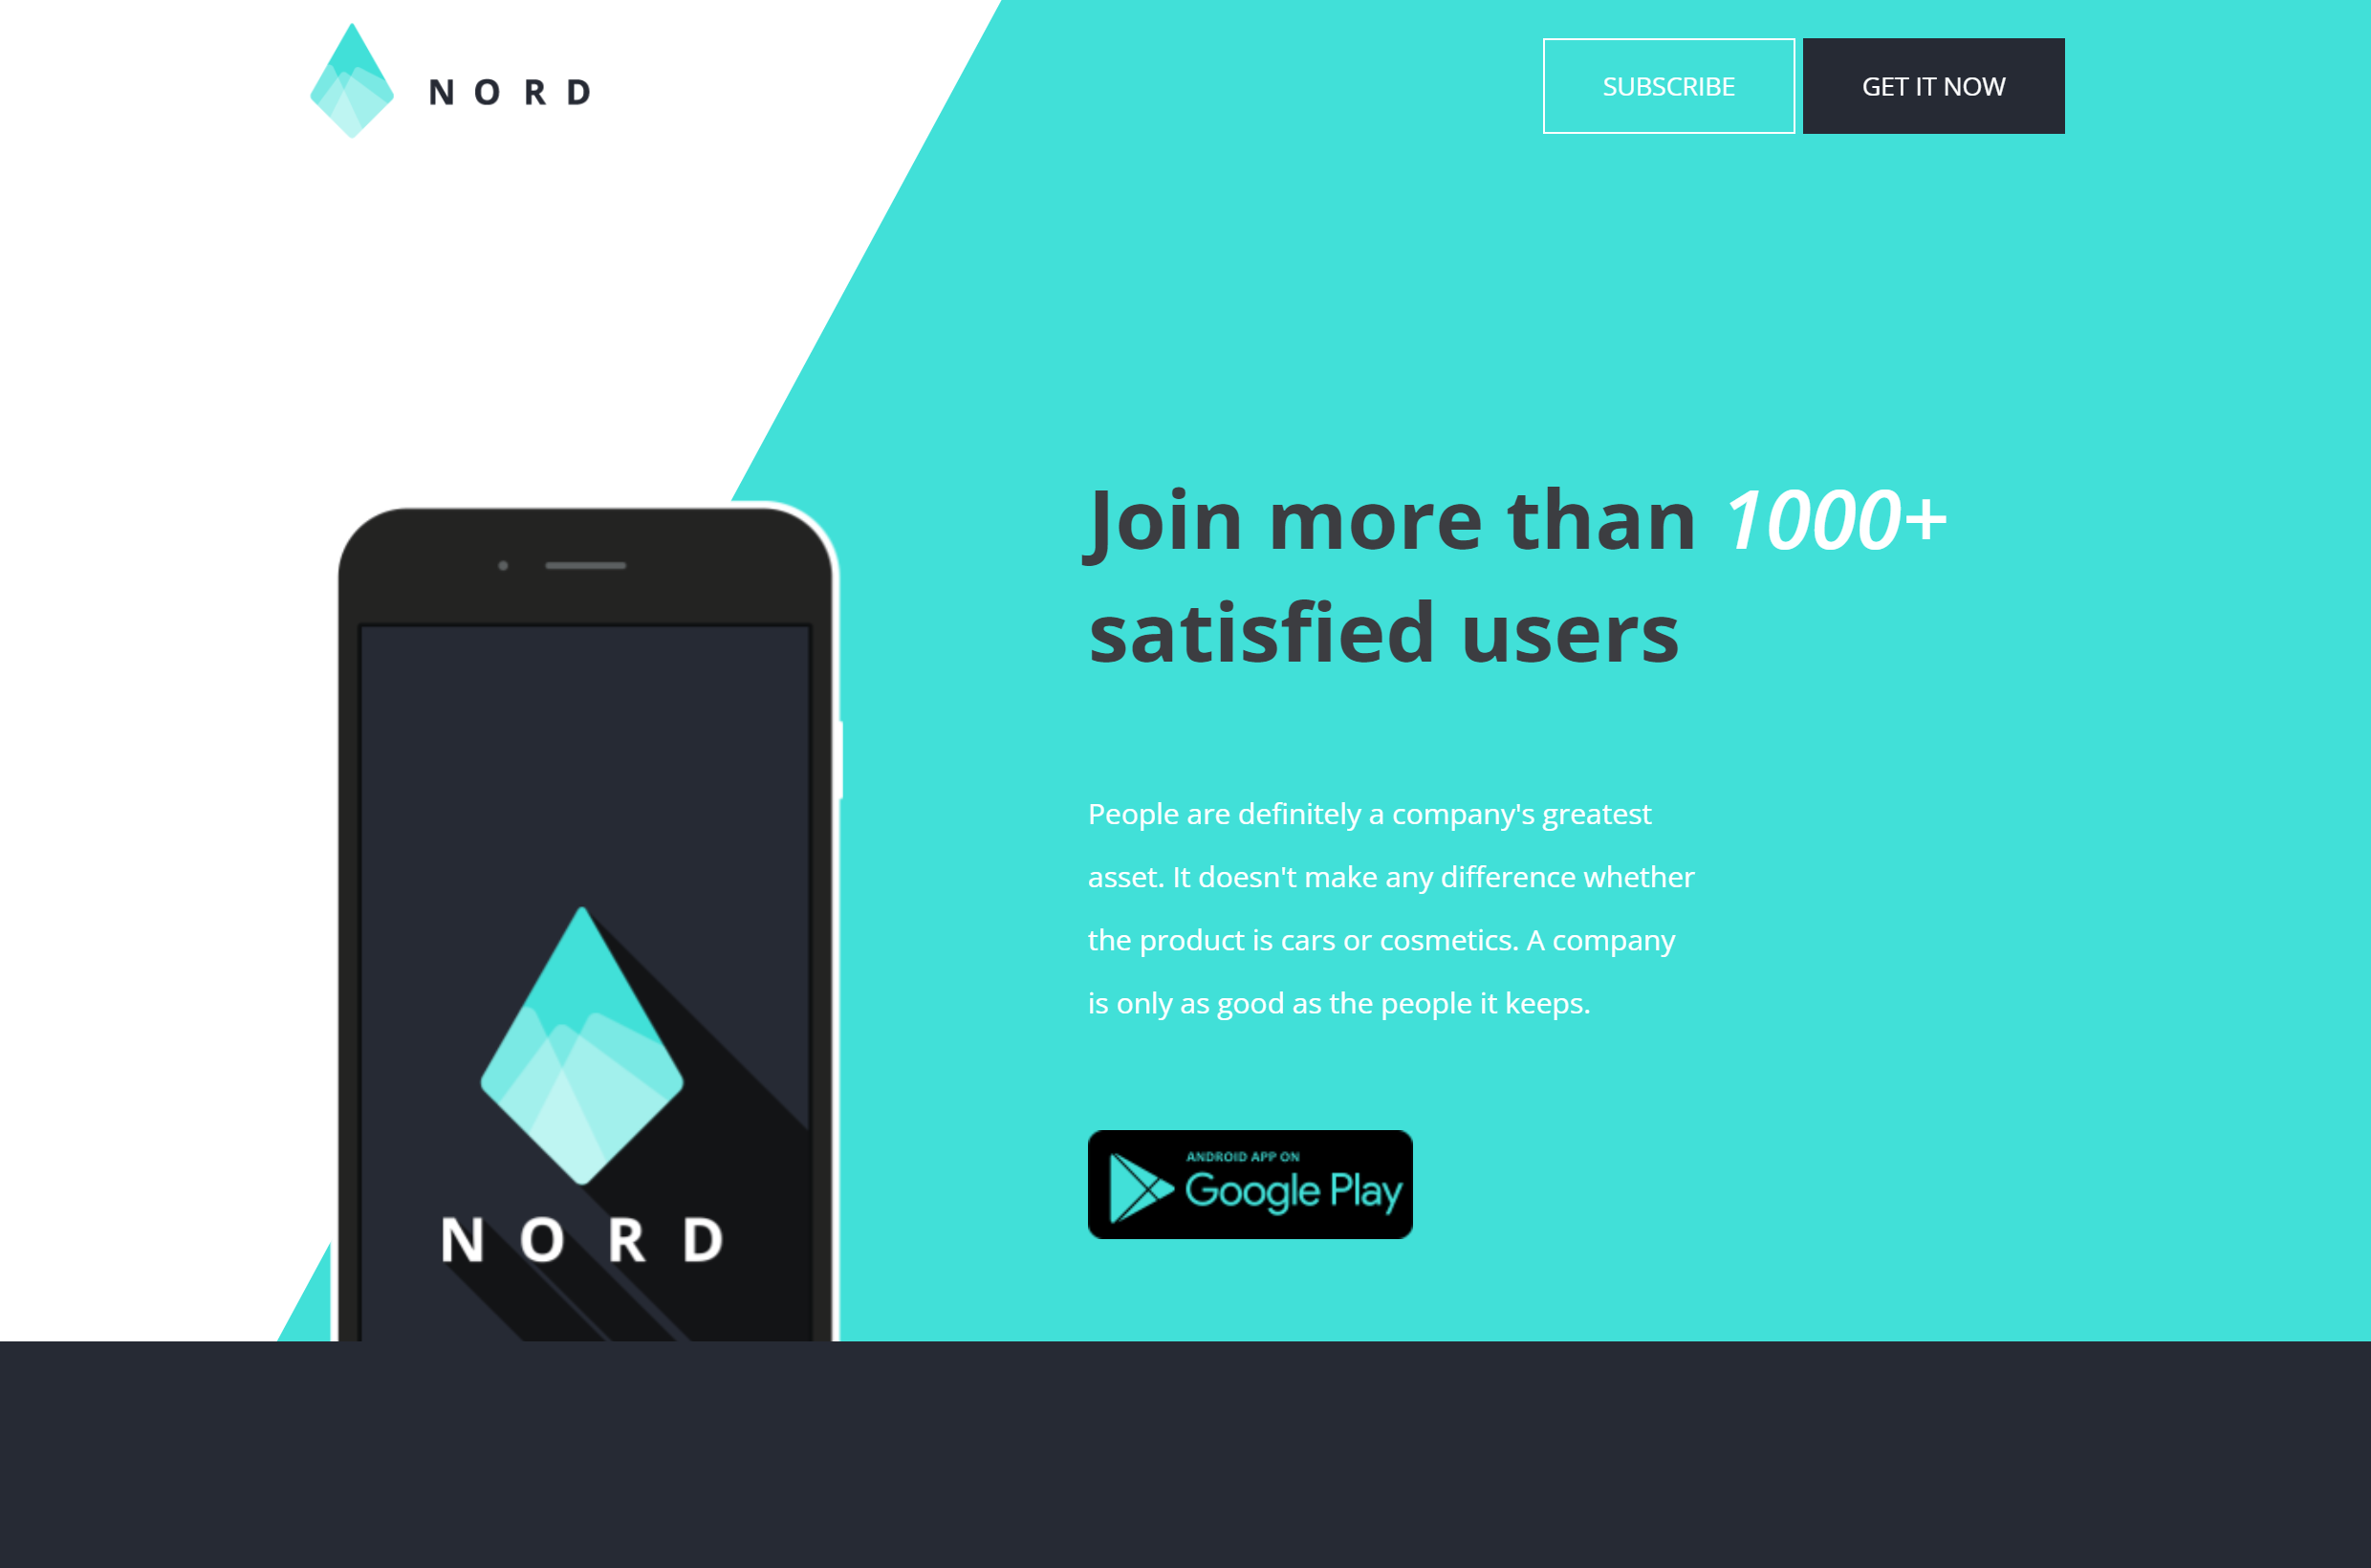 N O R D
SUBSCRIBE
GET IT NOW
Join more than 1000+
satisfied users
People are definitely a company's greatest
asset. It doesn't make any difference whether
the product is cars or cosmetics. A company
is only as good as the people it keeps.
ANDROID APP ON
Google Play
N O R D